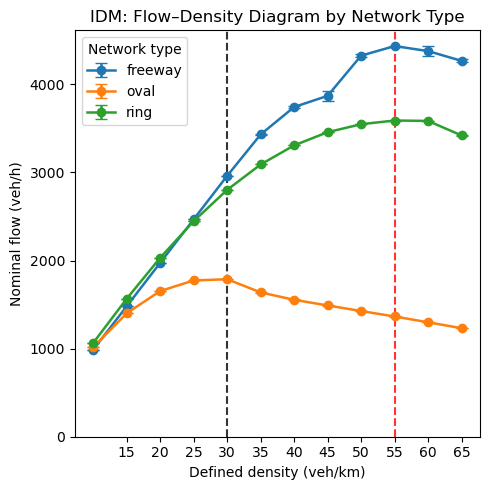 IDM: Flow–Density Diagram by Network Type
Network type
freeway
oval
ring
Nominal flow (veh/h)
4000
3000
2000
1000
0
15 20 25 30 35 40 45 50 55 60 65
Defined density (veh/km)